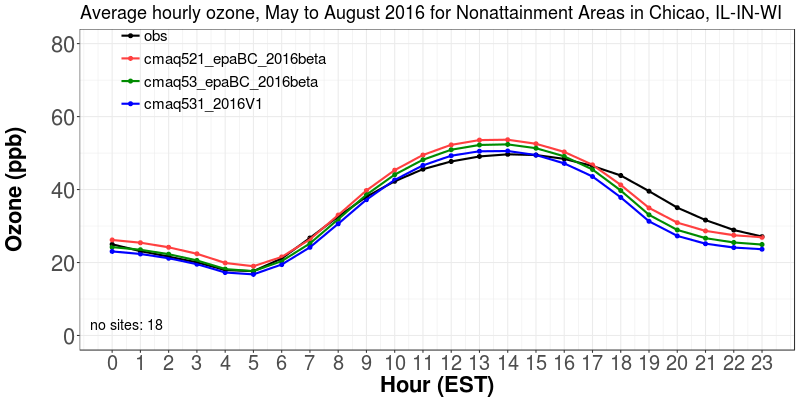 Average hourly ozone, May to August 2016 for Nonattainment Areas in Chicao, IL-IN-WI
obs
cmaq521_epaBC_2016beta
cmaq53_epaBC_2016beta
cmaq531_2016V1
80
60
40
20
0
Ozone (ppb)
no sites: 18
0 1 2 3 4 5 6 7 8 9 10 11 12 13 14 15 16 17 18 19 20 21 22 23
Hour (EST)